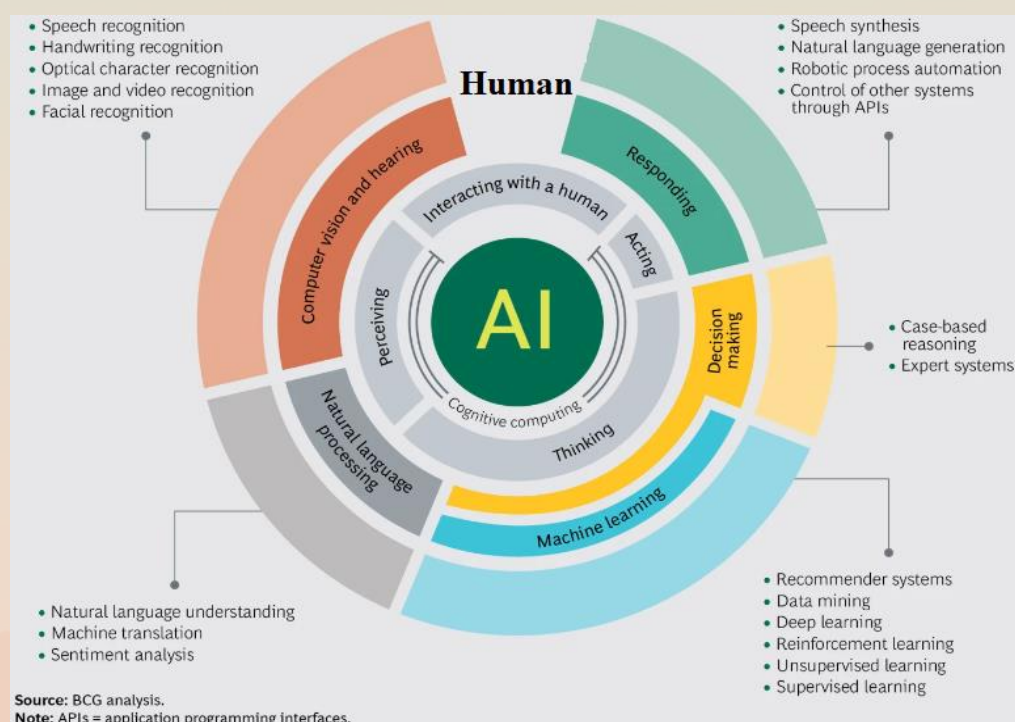 • Speech recognition
• Handwriting recognition
• Optical character recognition
• Image and video recognition
• Facial recognition
Human
• Speech synthesis
• Natural language generation
• Robotic process automation
• Control of other systems
through APIs
Computer vision and hearing
Interacting with a human
Responding
Acting
Perceiving
AI
Cognitive computing
Thinking
Decision
making
• Case-based
reasoning
• Expert systems
Natural language
processing
Machine learning
• Natural language understanding
• Machine translation
• Sentiment analysis
• Recommender systems
• Data mining
• Deep learning
• Reinforcement learning
• Unsupervised learning
• Supervised learning
Source: BCG analysis.
Note: APIs = application programming interfaces.